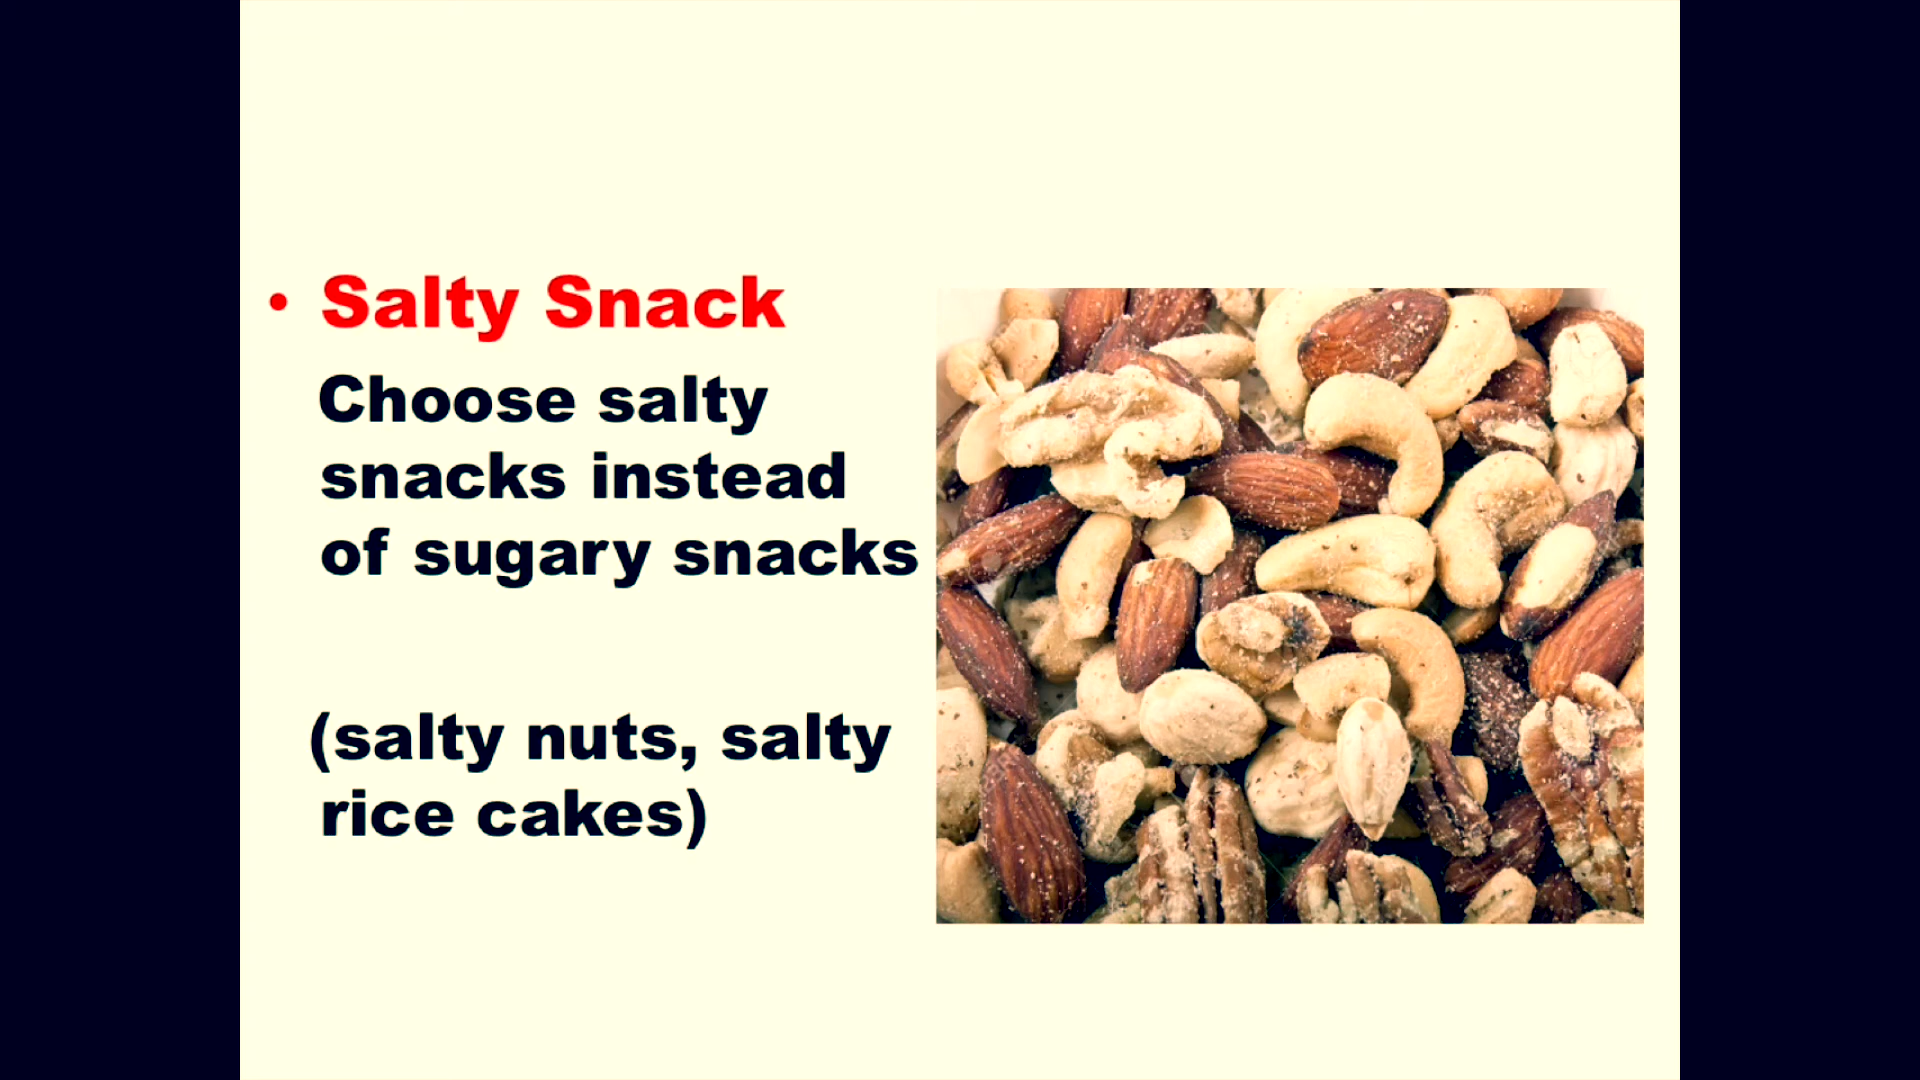 • Salty Snack
Choose salty
snacks instead
of sugary snacks
(salty nuts, salty
rice cakes)